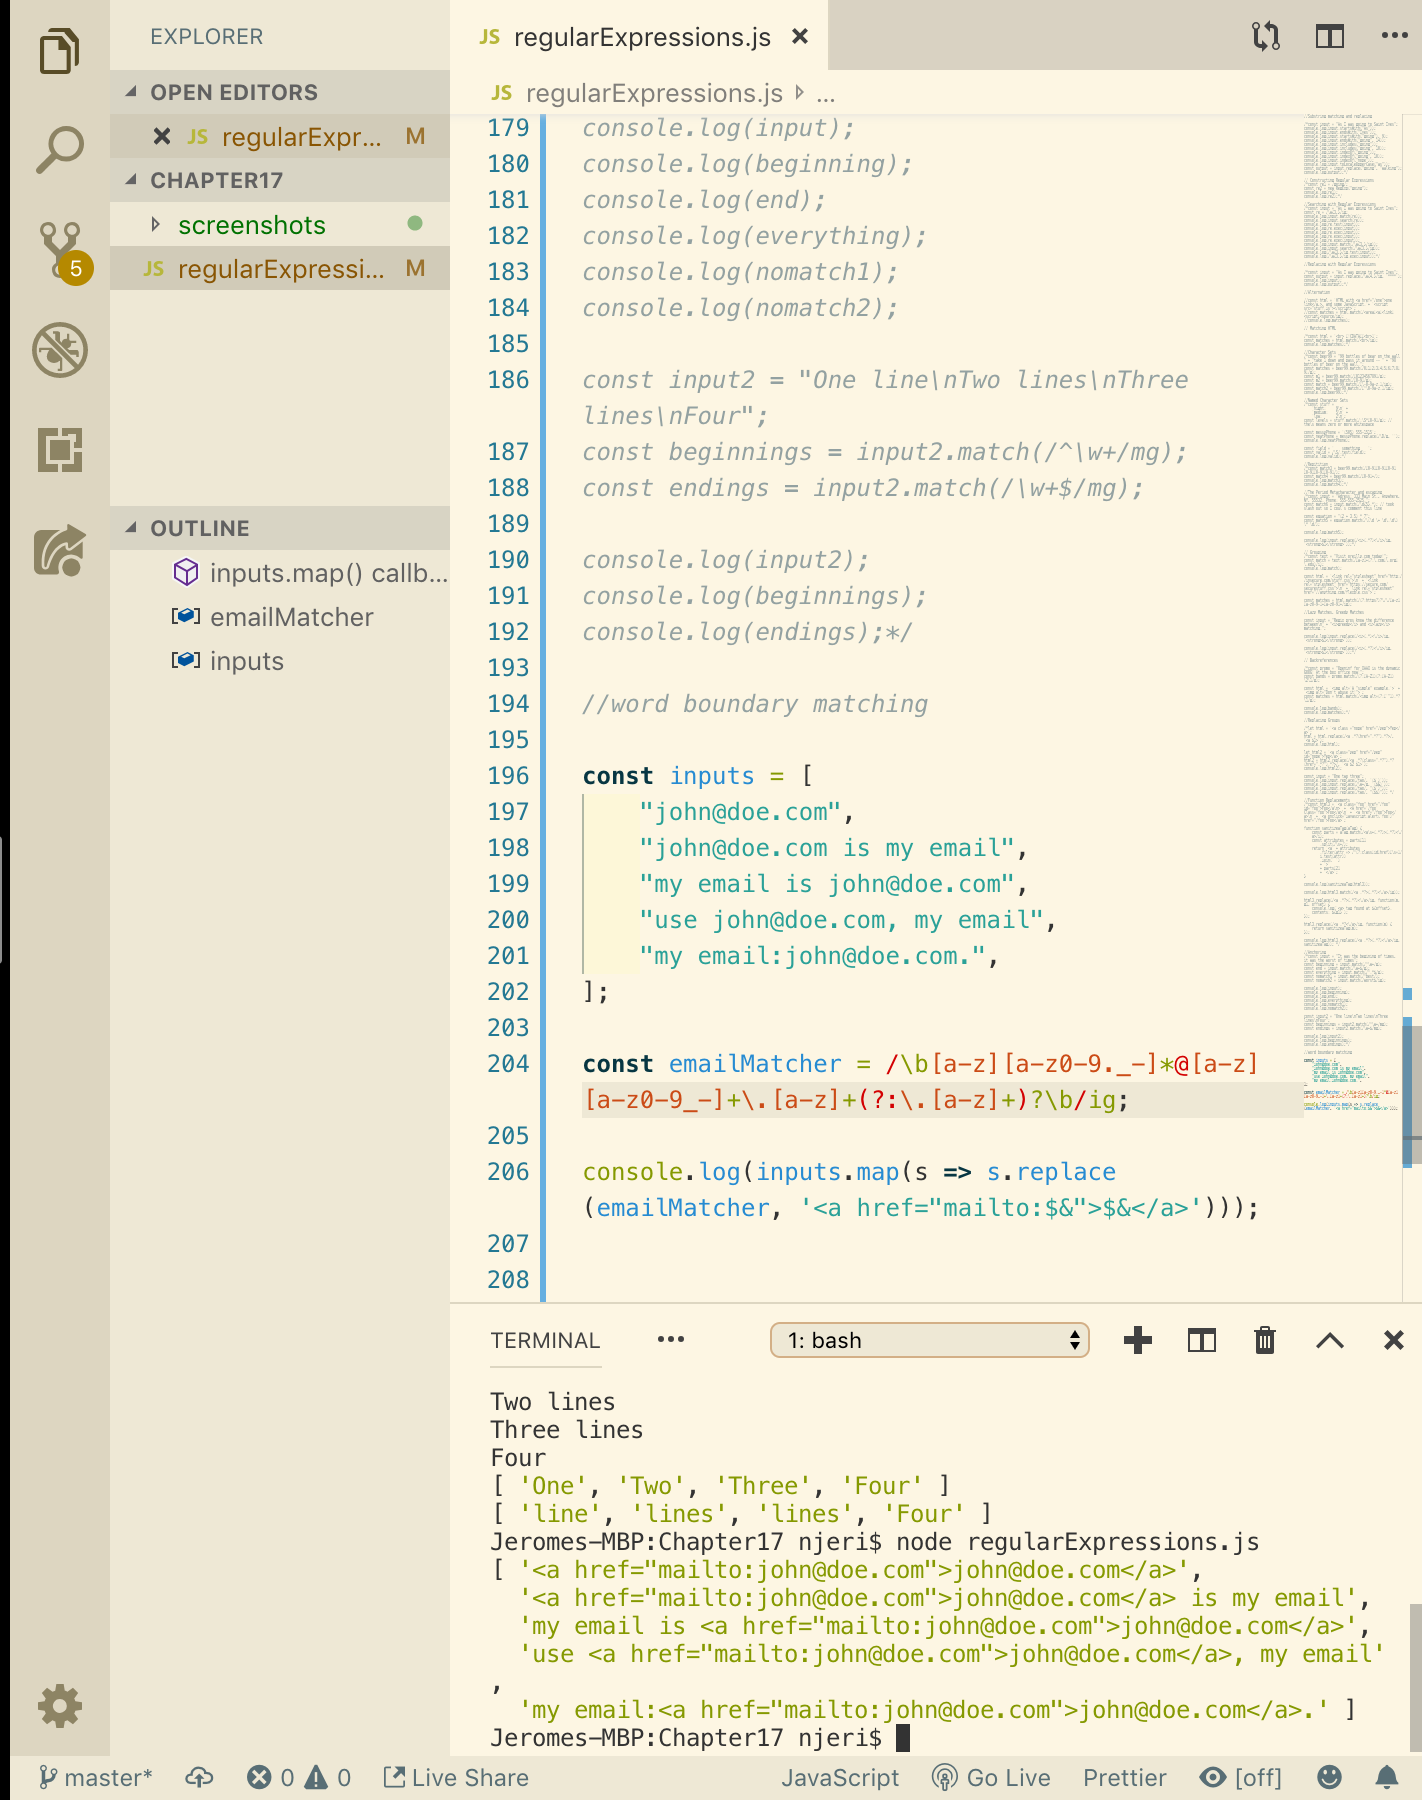 EXPLORER
OPEN EDITORS
JS regularExpr... M
CHAPTER17
screenshots
JS regularExpressi... M
5
OUTLINE
inputs.map() callb...
emailMatcher
inputs
JS regularExpressions.js
JS regularExpressions.js ...
179 console.log(input);
180 console.log(beginning);
181 console.log(end);
182 console.log(everything);
183 console.log(nomatch1);
184 console.log(nomatch2);
185
186 const input2 = "One line\nTwo lines\nThree
lines\nFour";
187 const beginnings = input2.match(/^\w+/mg);
188 const endings = input2.match(/\w+$/mg);
189
190 console.log(input2);
191 console.log(beginnings);
192 console.log(endings);*/
193
194 //word boundary matching
195
196 const inputs = [
197 "john@doe.com",
198 "john@doe.com is my email",
199 "my email is john@doe.com",
200 "use john@doe.com, my email",
201 "my email:john@doe.com.",
202 ];
203
204 const emailMatcher = /\b[a-z][a-z0-9._-]*@[a-z]
[a-z0-9_-]+\.[a-z]+(?:\.[a-z]+)?\b/ig;
205
206 console.log(inputs.map(s => s.replace
(emailMatcher, '<a href="mailto:$&">$&</a>')));
207
208
TERMINAL ... 1: bash
Two lines
Three lines
Four
[ 'One', 'Two', 'Three', 'Four' ]
[ 'line', 'lines', 'lines', 'Four' ]
Jeromes-MBP:Chapter17 njeri$ node regularExpressions.js
[ '<a href="mailto:john@doe.com">john@doe.com</a>',
'<a href="mailto:john@doe.com">john@doe.com</a> is my email',
'my email is <a href="mailto:john@doe.com">john@doe.com</a>',
'use <a href="mailto:john@doe.com">john@doe.com</a>, my email'
,
'my email:<a href="mailto:john@doe.com">john@doe.com</a>.' ]
Jeromes-MBP:Chapter17 njeri$
master* 0 0 Live Share JavaScript Go Live Prettier [off]